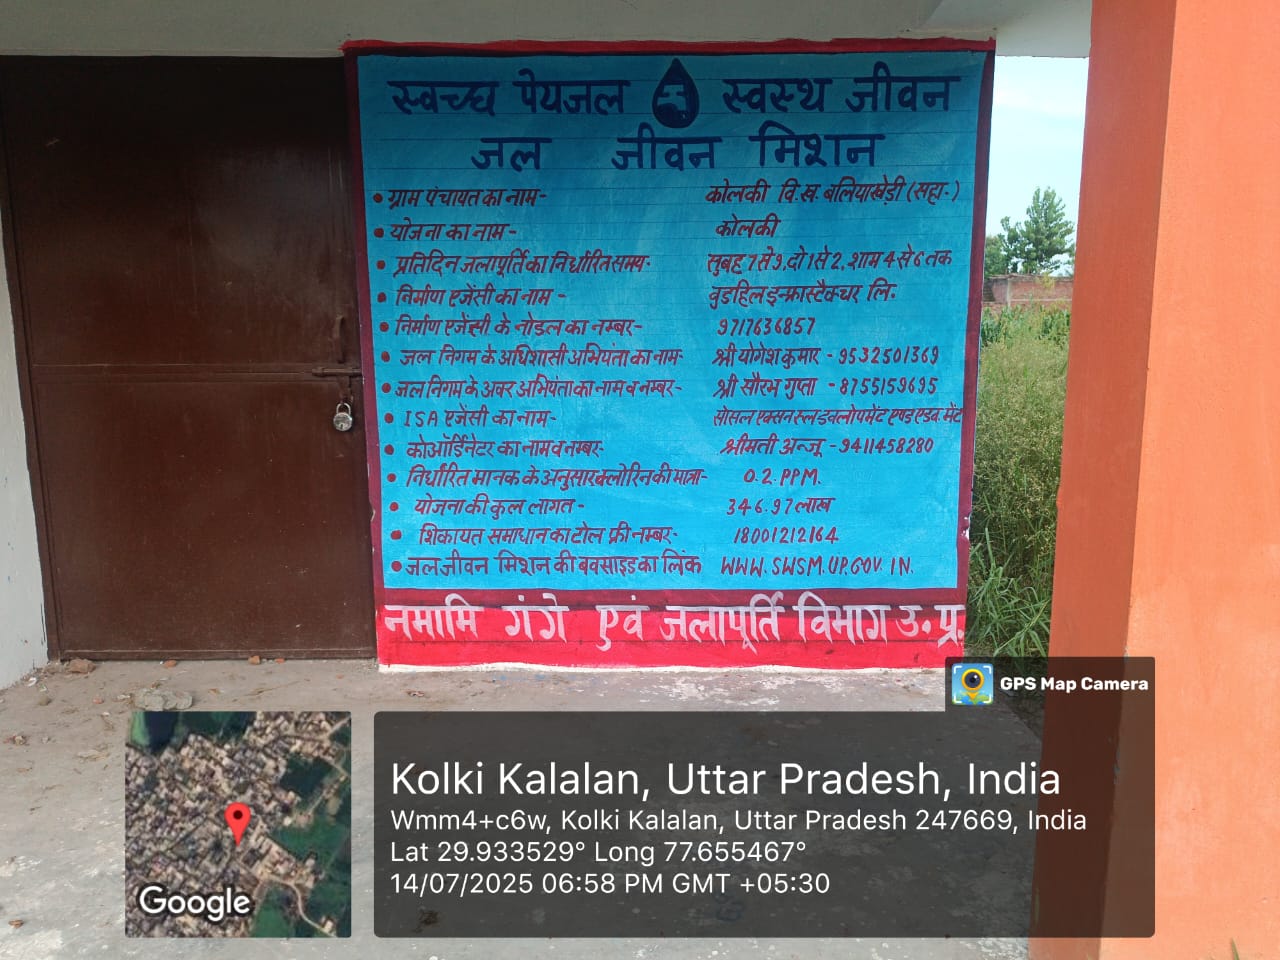 स्वच्छ पेयजल स्वस्थ जीवन
जल जीवन मिशन
ग्राम पंचायत का नाम- कोलकी वि.ख. बलियाखेड़ी (सहा.)
योजना का नाम- कोलकी
प्रतिदिन जलापूर्ति का निर्धारित समय- सुबह 7 से 9, दो 1 से 2, शाम 4 से 6 तक
निर्माण एजेंसी का नाम - वुडहिल इन्फ्रास्टैक्चर लि.
निर्माण एजेंसी के नोडल का नम्बर- 9717636857
जल निगम के अधिशासी अभियंता का नाम- श्री योगेश कुमार - 9532501369
जल निगम के अवर अभियंता का नाम व नम्बर- श्री सौरभ गुप्ता - 8755159695
ISA एजेंसी का नाम- सोसल एक्सन रूल डवलोपमेंट एण्ड एडव. मेंट
कोऑर्डिनेटर का नाम व नम्बर- श्रीमती अन्जू - 9411458280
निर्धारित मानक के अनुसार क्लोरिन की मात्रा- 0.2. PPM.
योजना की कुल लागत- 346.97 लाख
शिकायत समाधान का टोल फ्री नम्बर- 18001212164
जल जीवन मिशन की बवसाइड का लिंक WWW.SWSM.UP.GOV.IN.
नमामि गंगे एवं जलापूर्ति विभाग उ.प्र.
GPS Map Camera
Kolki Kalalan, Uttar Pradesh, India
Wmm4+c6w, Kolki Kalalan, Uttar Pradesh 247669, India
Lat 29.933529° Long 77.655467°
14/07/2025 06:58 PM GMT +05:30
Google